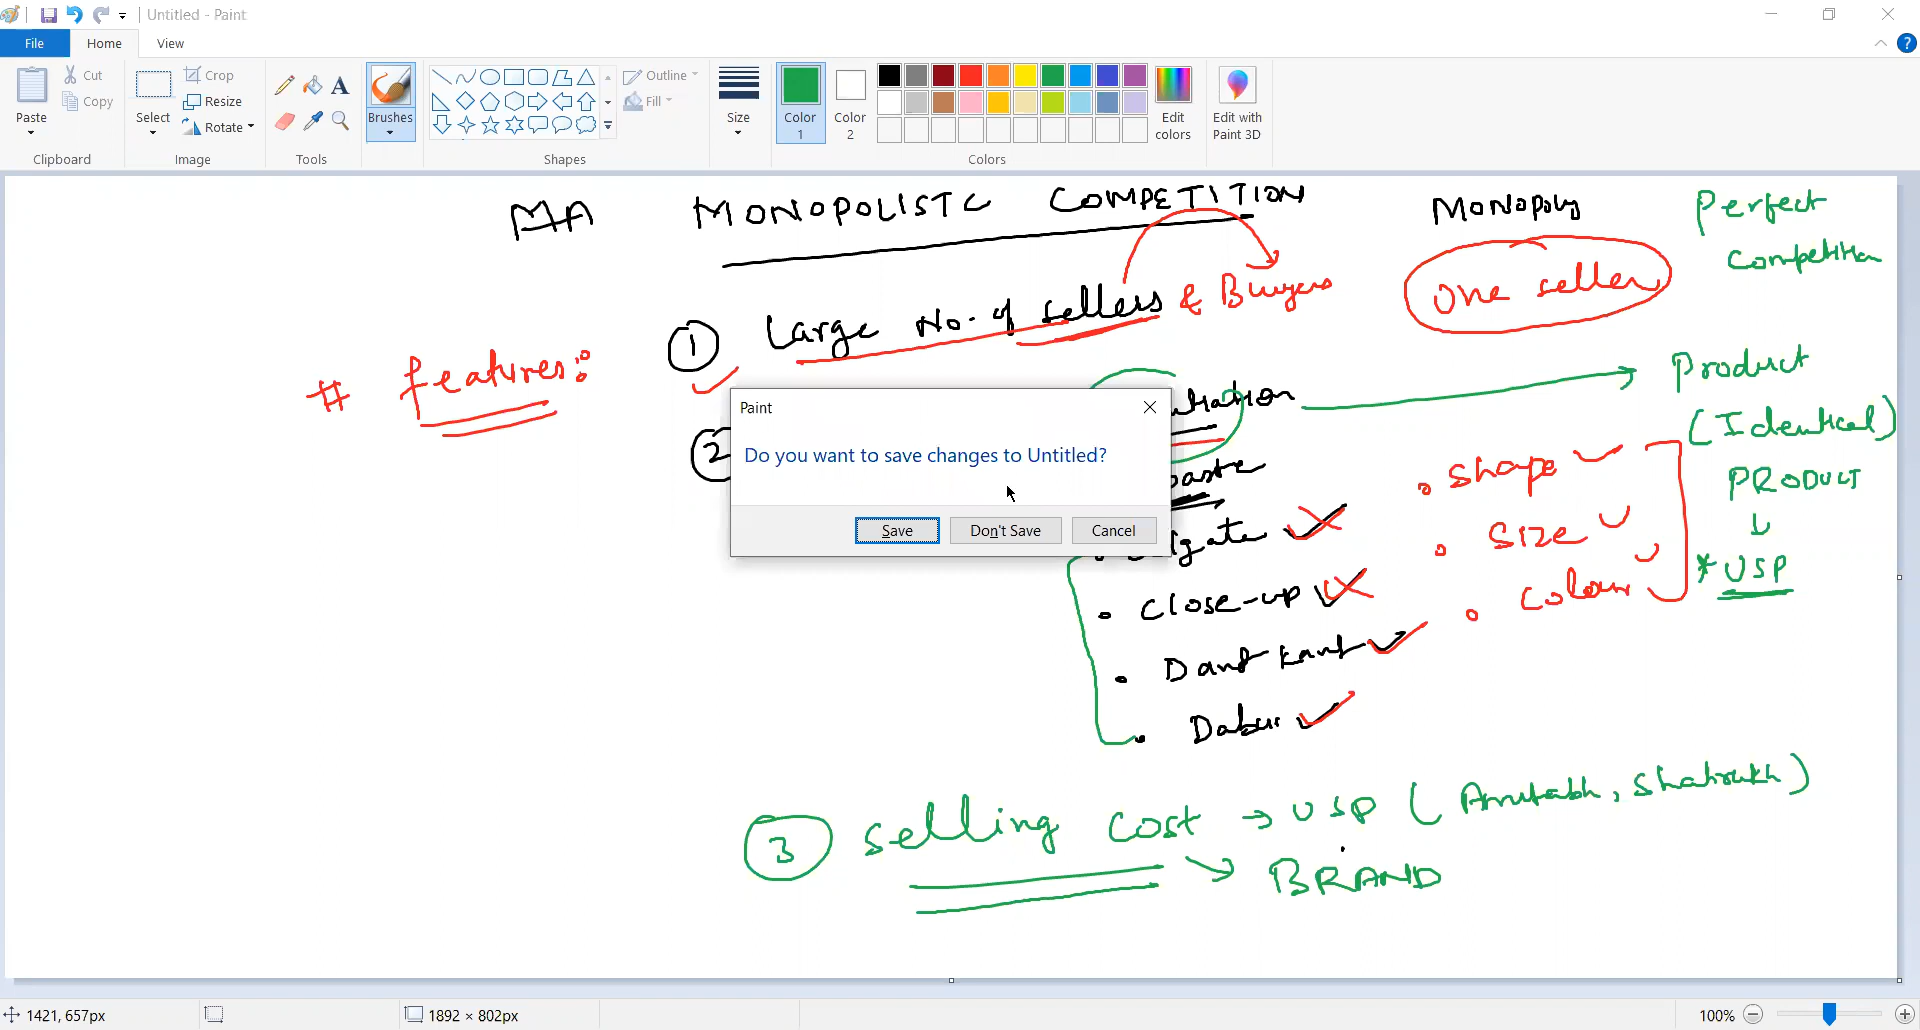 Untitled - Paint
File Home View
Paste
Cut
Copy
Clipboard
Select
Crop
Resize
Rotate
Image
Tools
Brushes
Outline
Fill
Shapes
Size
Color 1
Color 2
Edit colors
Colors
Edit with Paint 3D
MA MONOPOLISTC COMPETITION Monopoly Perfect
competition
① Large No. of sellers & Buyers one seller
# features:
Product
(Identical)
PRODUCT
* USP
Paint
Do you want to save changes to Untitled?
Save Don't Save Cancel
2
• Shape
• Size
• Colour
• Close-up
• Dant kant
• Dabur
③ selling cost → USP (Amitabh, Shahrukh)
→ BRAND
1421, 657px 1892 × 802px 100%